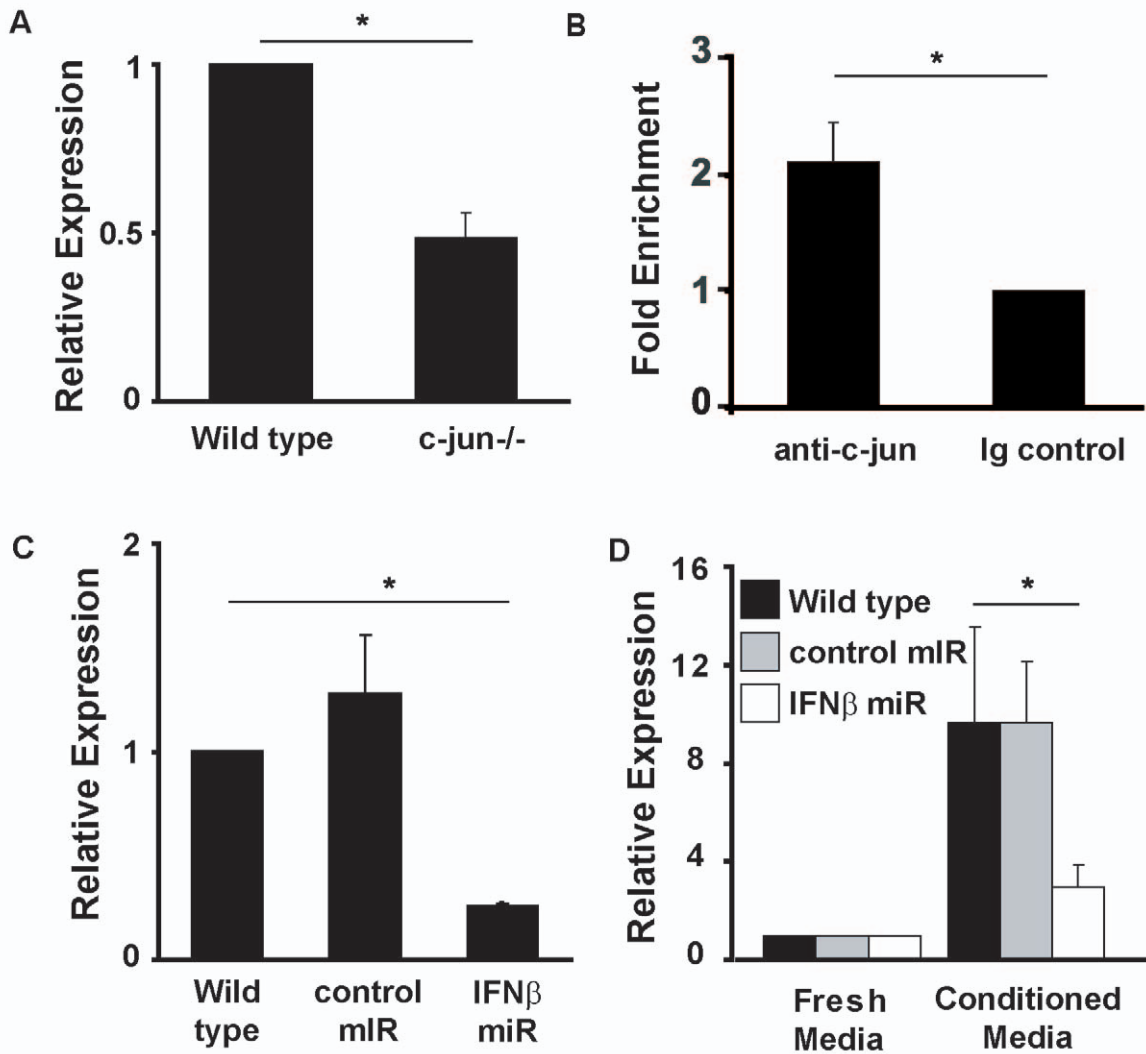 A
*
Relative Expression
1
0.5
0
Wild type
c-jun-/-
B
*
Fold Enrichment
3
2
1
0
anti-c-jun
Ig control
C
*
Relative Expression
2
1
0
Wild
type
control
mIR
IFNβ
miR
D
*
Relative Expression
16
12
8
4
0
Wild type
control mIR
IFNβ miR
Fresh
Media
Conditioned
Media